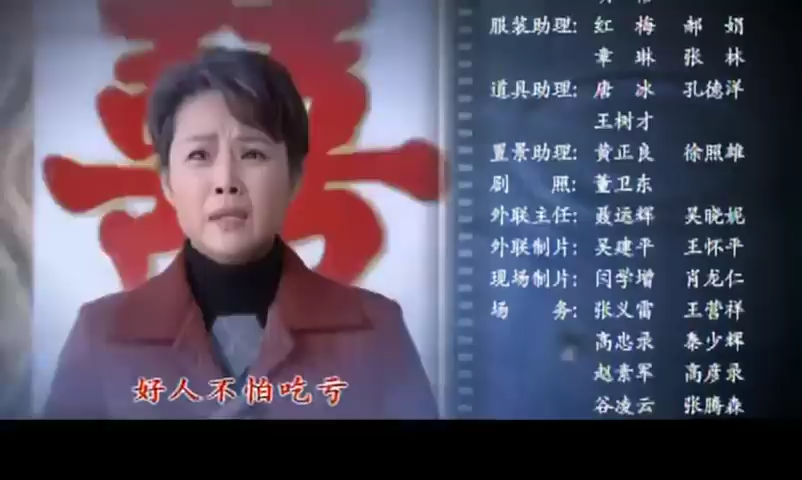 服装助理: 红梅 郝娟
章琳 张林
道具助理: 唐冰 孔德洋
王树才
置景助理: 黄正良 徐照雄
剧照: 董卫东
外联主任: 聂运辉 吴晓妮
外联制片: 吴建平 王怀平
现场制片: 闫学增 肖龙仁
场务: 张义雷 王营祥
高忠录 秦少辉
赵素军 高彦录
谷凌云 张腾森
好人不怕吃亏